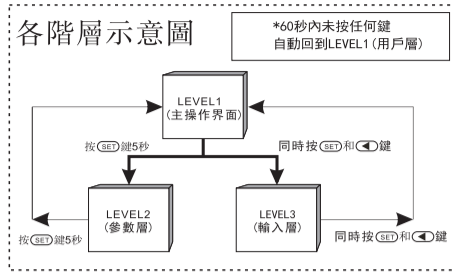 各階層示意圖
*60秒內未按任何鍵
自動回到LEVEL1(用戶層)
LEVEL1
(主操作界面)
按SET鍵5秒
同時按SET和◀鍵
LEVEL2
(參數層)
LEVEL3
(輸入層)
按SET鍵5秒
同時按SET和◀鍵